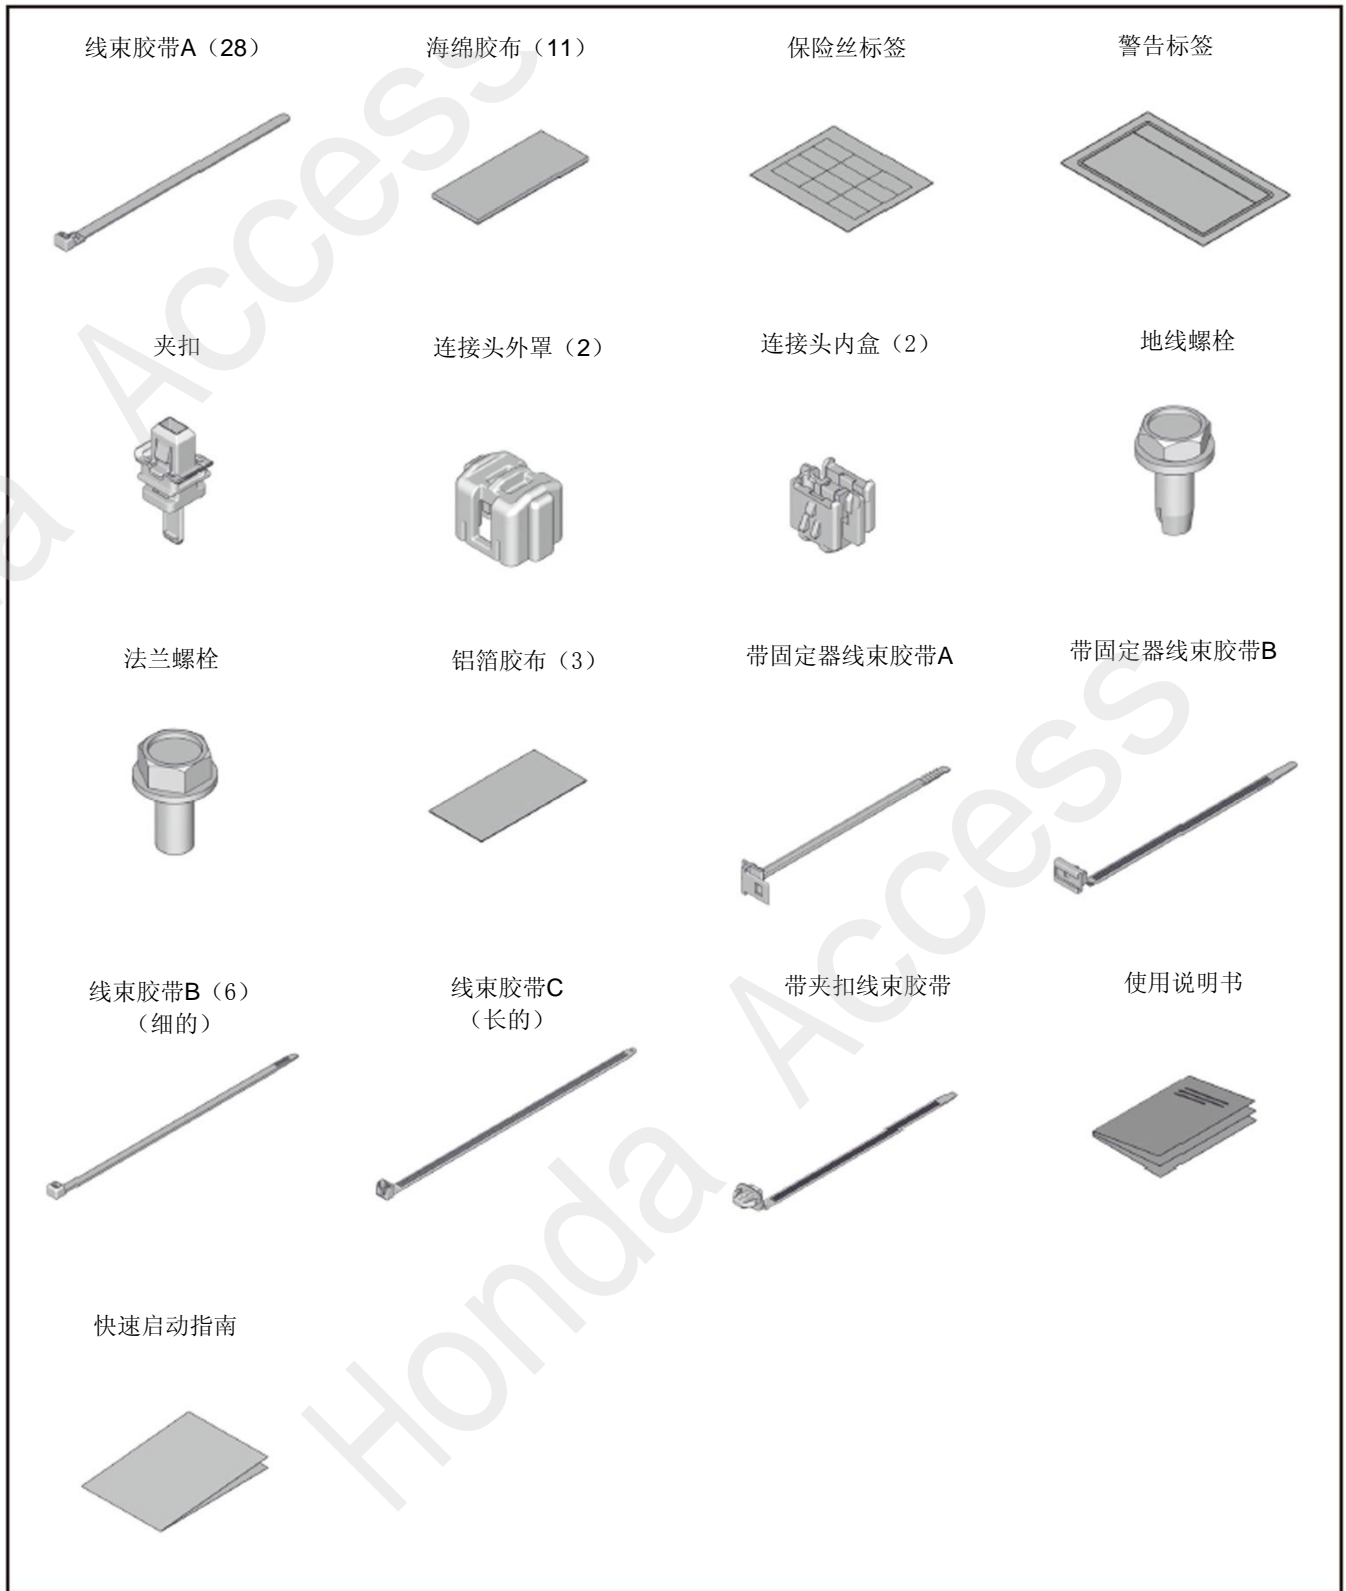 线束胶带A（28）
海绵胶布（11）
保险丝标签
警告标签
夹扣
连接头外罩（2）
连接头内盒（2）
地线螺栓
法兰螺栓
铝箔胶布（3）
带固定器线束胶带A
带固定器线束胶带B
线束胶带B（6）
（细的）
线束胶带C
（长的）
带夹扣线束胶带
使用说明书
快速启动指南
Honda Access
a Access